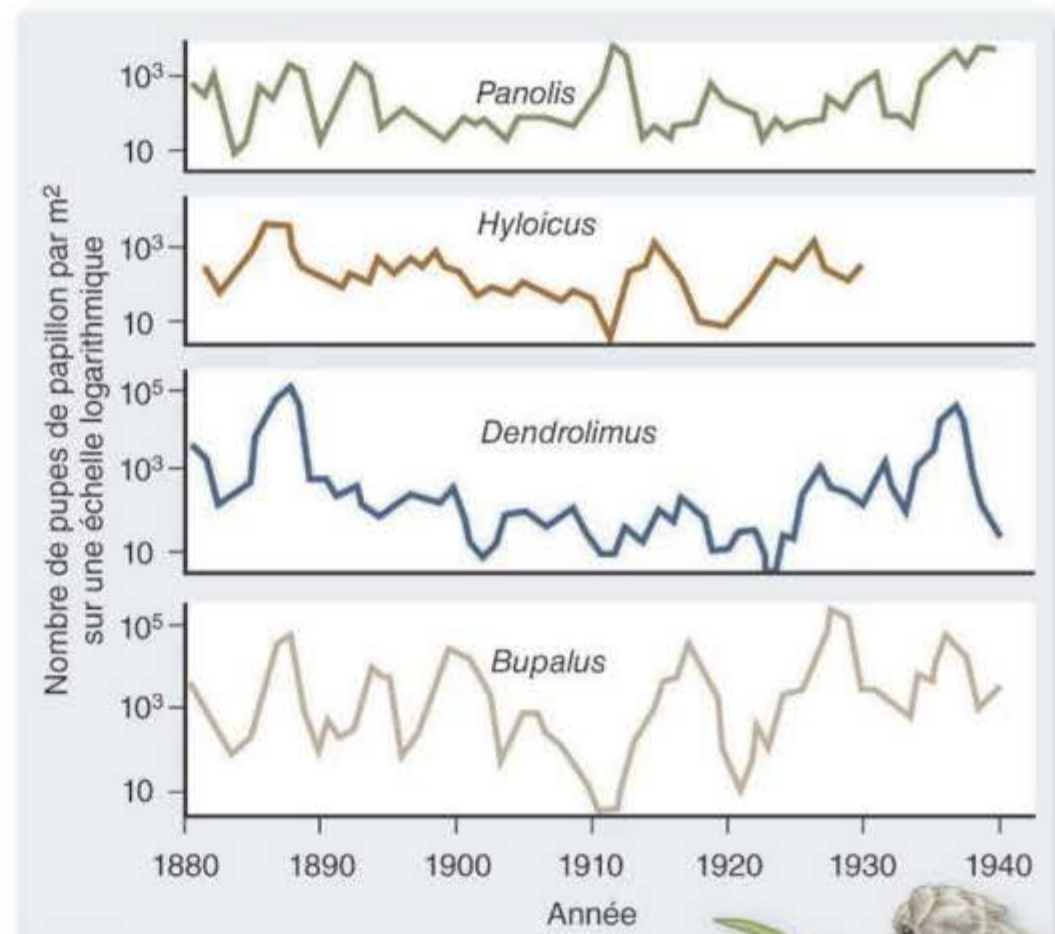 Nombre de pupes de papillon par m²
sur une échelle logarithmique
10³
10
Panolis
10³
10
Hyloicus
10⁵
10³
10
Dendrolimus
10⁵
10³
10
Bupalus
1880 1890 1900 1910 1920 1930 1940
Année